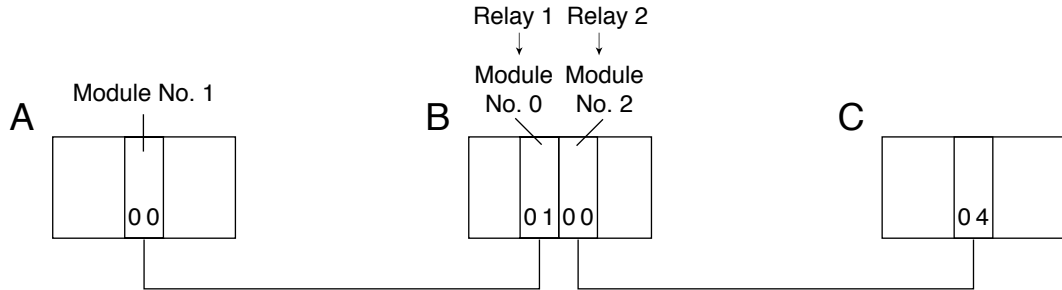 Relay 1 Relay 2
Module No. 1
Module
No. 0
Module
No. 2
A
B
C
0 0
0 1
0 0
0 4